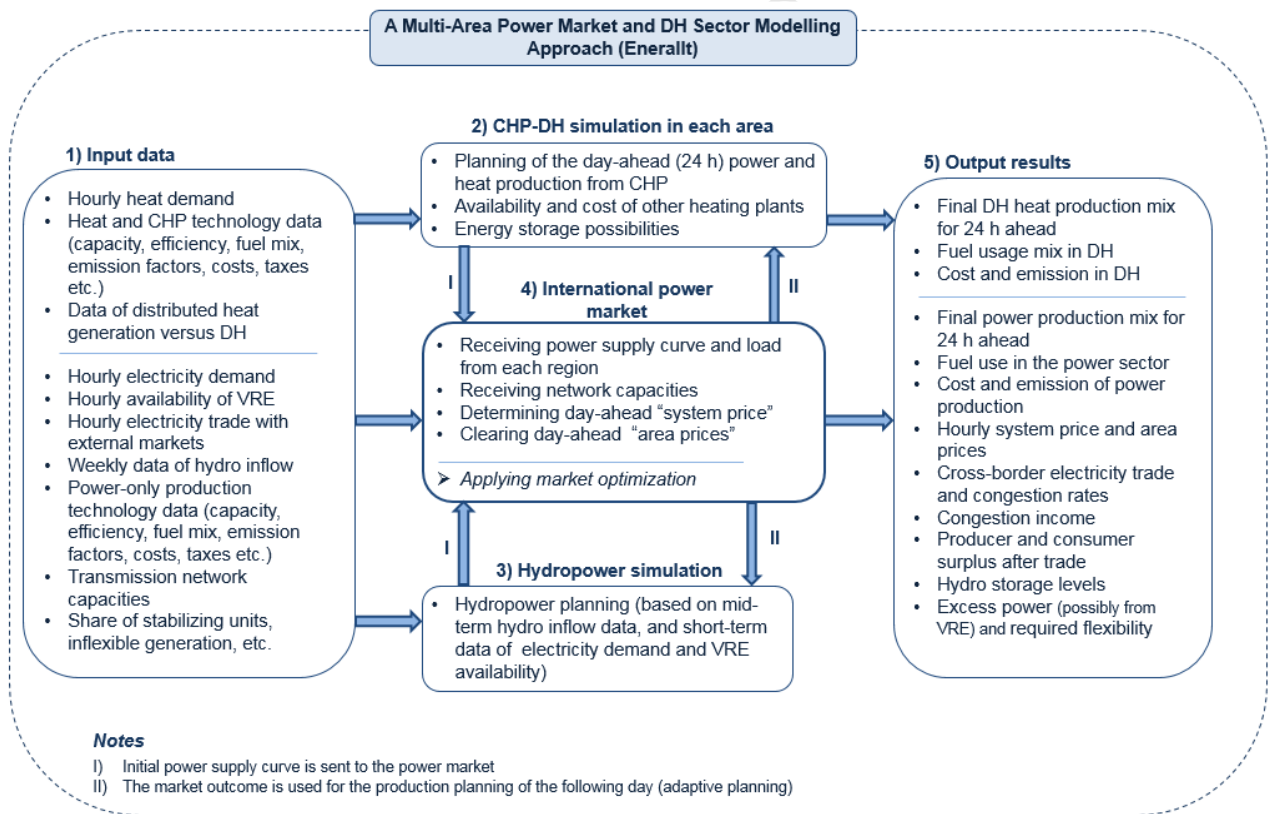 A Multi-Area Power Market and DH Sector Modelling
Approach (Enerallt)
1) Input data
• Hourly heat demand
• Heat and CHP technology data
(capacity, efficiency, fuel mix,
emission factors, costs, taxes
etc.)
• Data of distributed heat
generation versus DH
• Hourly electricity demand
• Hourly availability of VRE
• Hourly electricity trade with
external markets
• Weekly data of hydro inflow
• Power-only production
technology data (capacity,
efficiency, fuel mix, emission
factors, costs, taxes etc.)
• Transmission network
capacities
• Share of stabilizing units,
inflexible generation, etc.
2) CHP-DH simulation in each area
• Planning of the day-ahead (24 h) power and
heat production from CHP
• Availability and cost of other heating plants
• Energy storage possibilities
I
II
4) International power
market
• Receiving power supply curve and load
from each region
• Receiving network capacities
• Determining day-ahead “system price”
• Clearing day-ahead “area prices”
➢ Applying market optimization
I
II
3) Hydropower simulation
• Hydropower planning (based on mid-
term hydro inflow data, and short-term
data of electricity demand and VRE
availability)
5) Output results
• Final DH heat production mix
for 24 h ahead
• Fuel usage mix in DH
• Cost and emission in DH
• Final power production mix for
24 h ahead
• Fuel use in the power sector
• Cost and emission of power
production
• Hourly system price and area
prices
• Cross-border electricity trade
and congestion rates
• Congestion income
• Producer and consumer
surplus after trade
• Hydro storage levels
• Excess power (possibly from
VRE) and required flexibility
Notes
I) Initial power supply curve is sent to the power market
II) The market outcome is used for the production planning of the following day (adaptive planning)